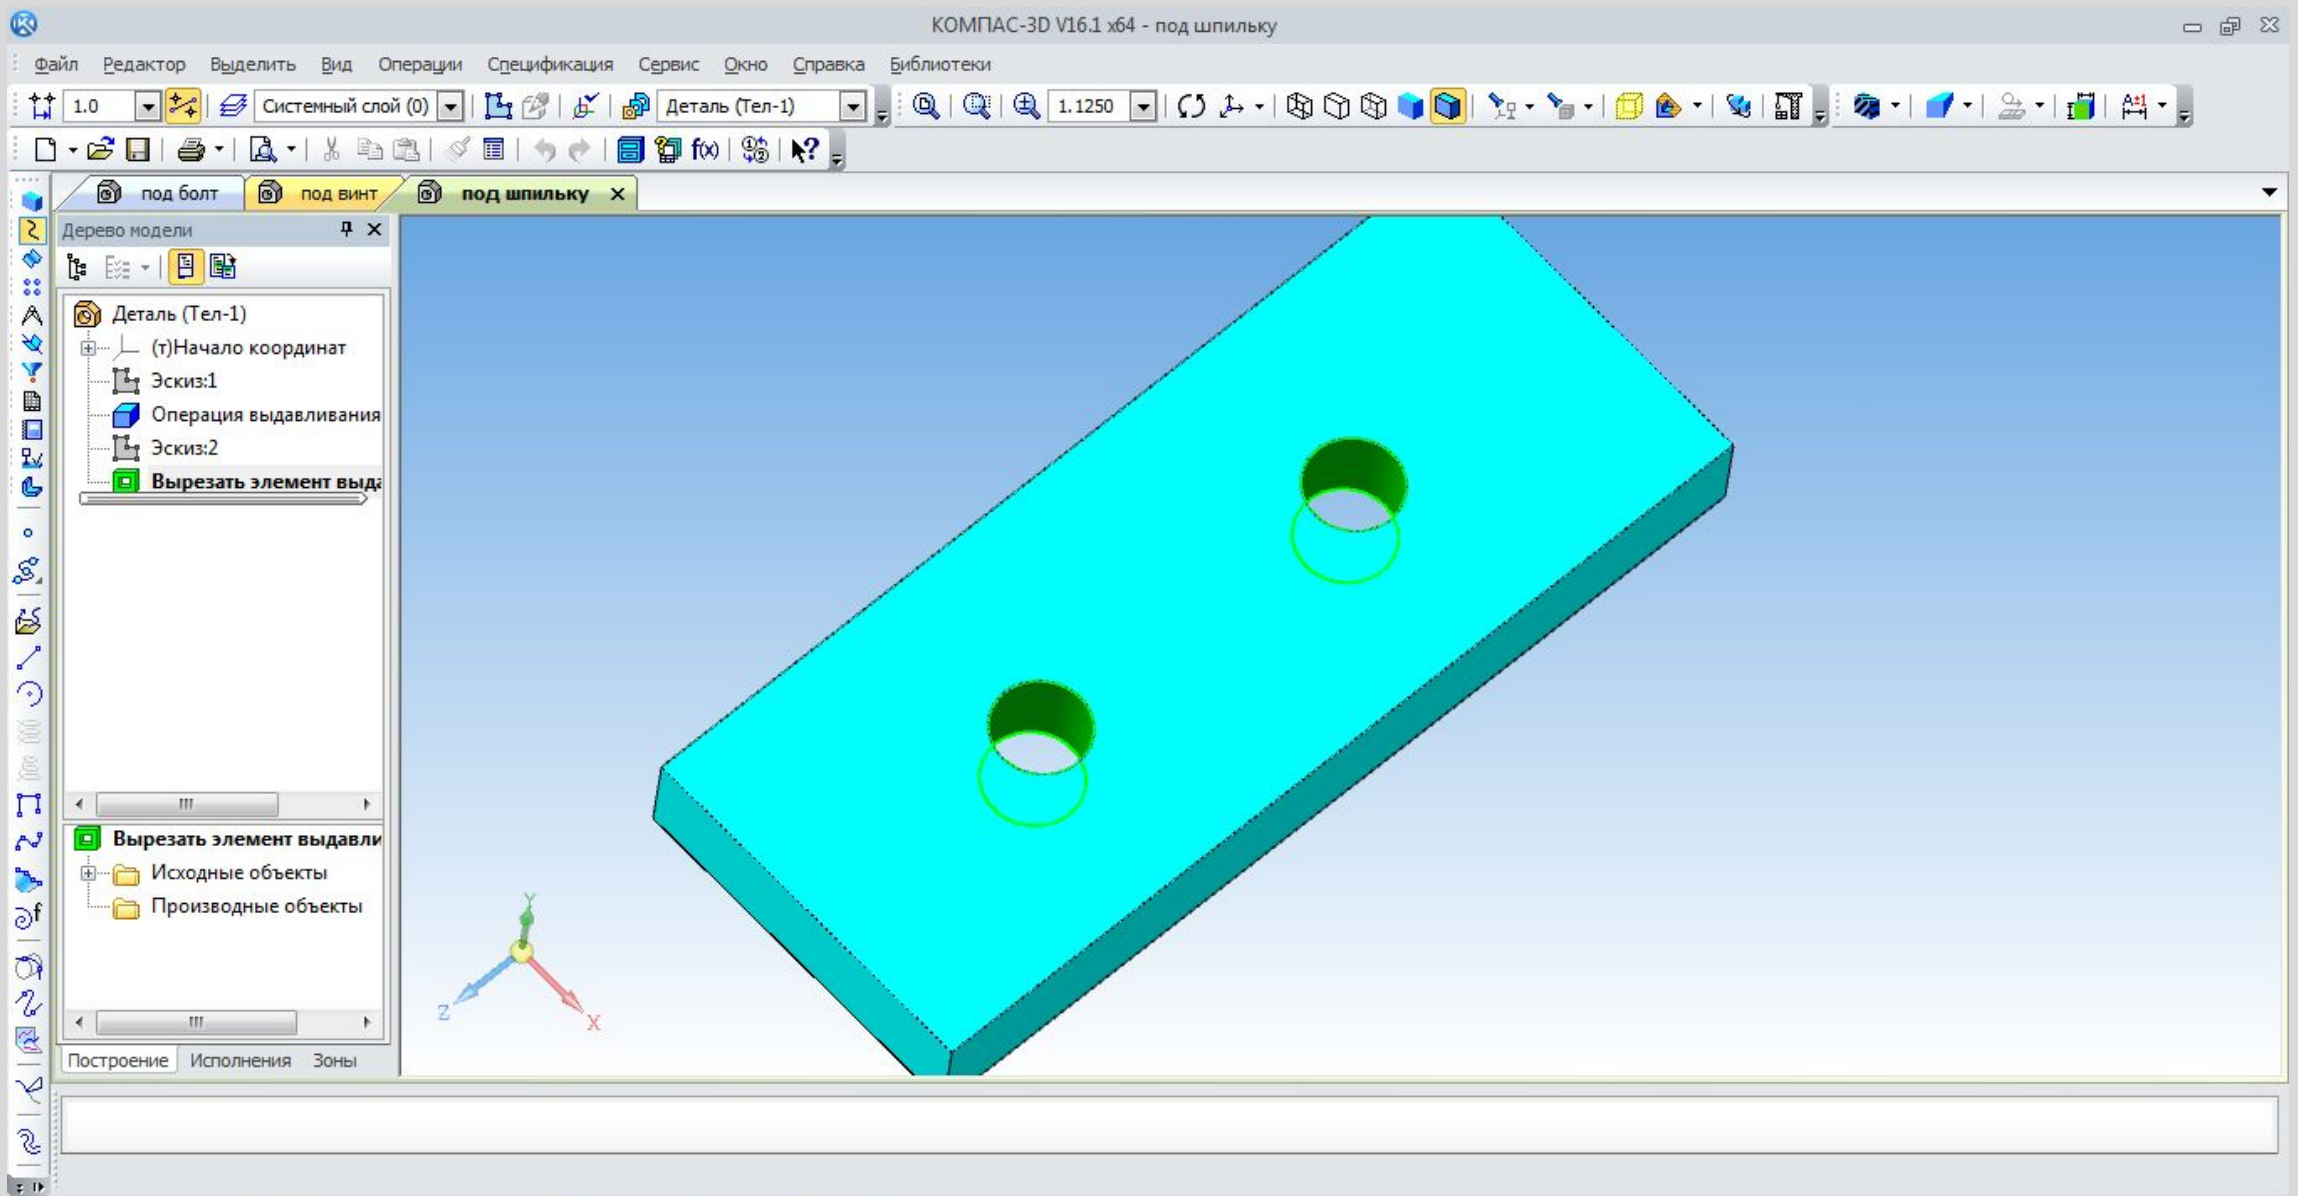 КОМПАС-3D V16.1 x64 - под шпильку
Файл Редактор Выделить Вид Операции Спецификация Сервис Окно Справка Библиотеки
1.0 Системный слой (0) Деталь (Тел-1) 1.1250
f(x)
под болт под винт под шпильку
Дерево модели
Деталь (Тел-1)
(т)Начало координат
Эскиз:1
Операция выдавливания
Эскиз:2
Вырезать элемент выда
Вырезать элемент выдавли
Исходные объекты
Производные объекты
Построение Исполнения Зоны
Y
Z
X